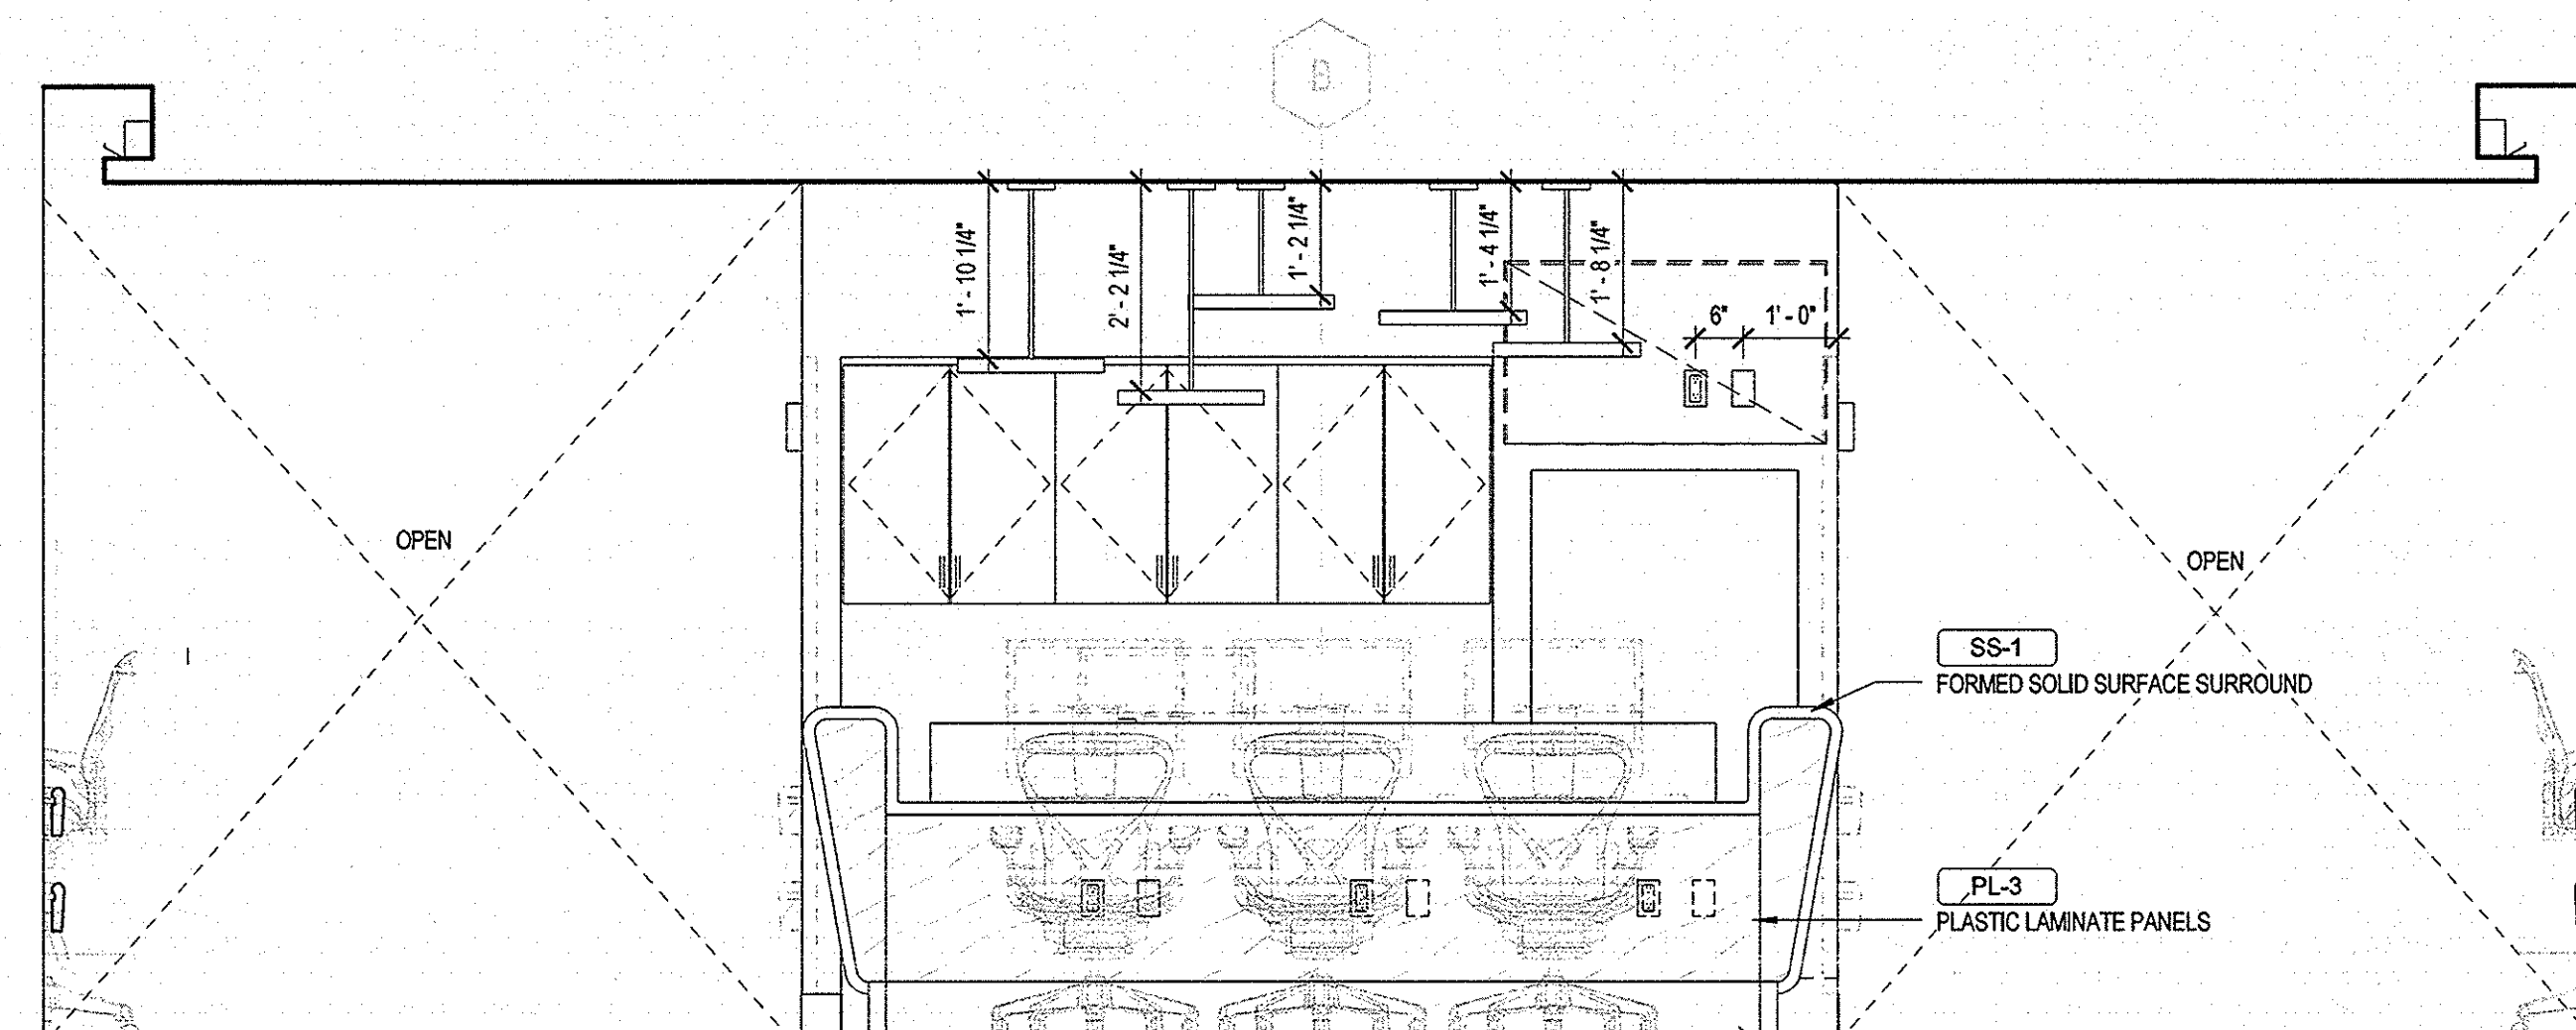 B
1' - 10 1/4"
2' - 2 1/4"
1' - 2 1/4"
1' - 4 1/4"
1' - 8 1/4"
6"
1' - 0"
OPEN
OPEN
SS-1
FORMED SOLID SURFACE SURROUND
PL-3
PLASTIC LAMINATE PANELS